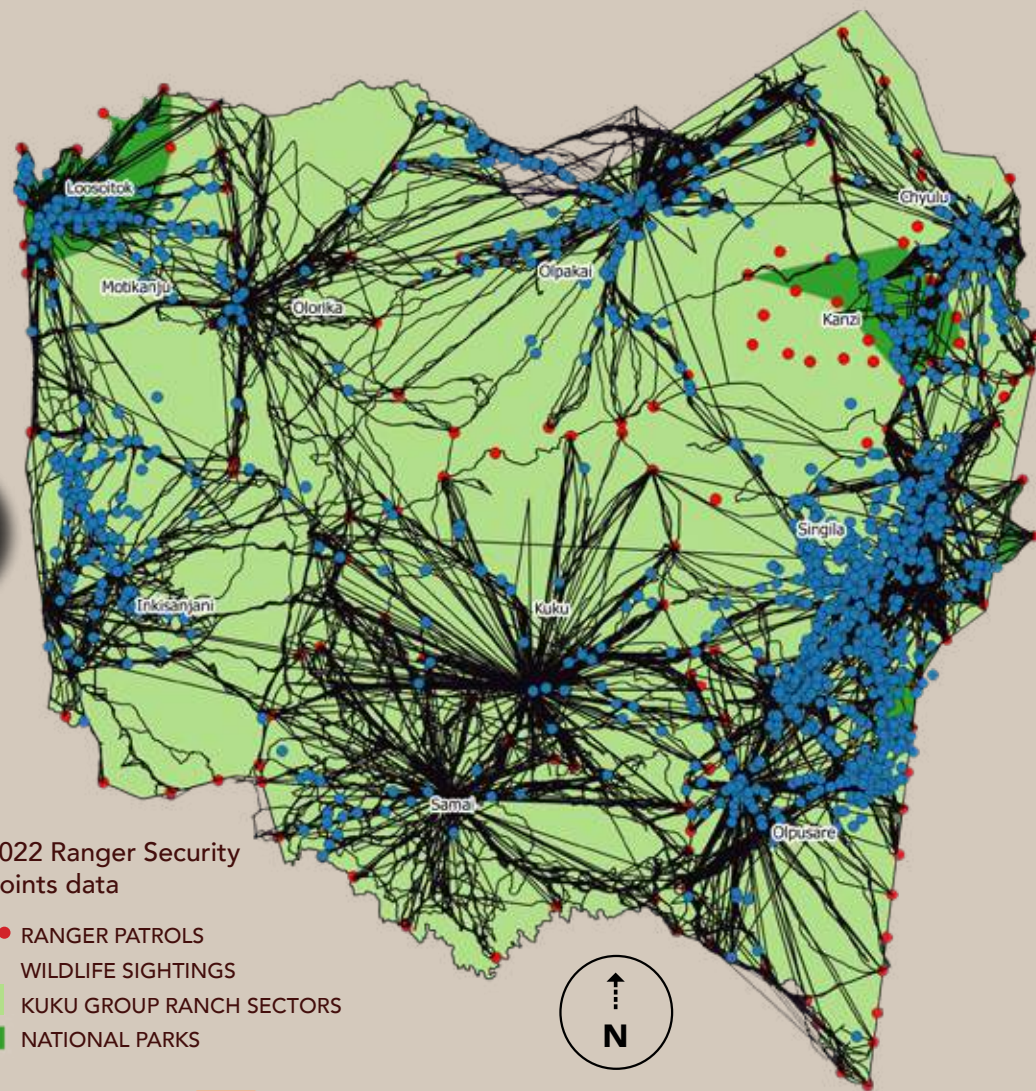 Loosoitok
Chyulu
Motikanju
Olpakai
Olorika
Kanzi
Singila
Inkisanjani
Kuku
Samai
Olpusare
022 Ranger Security
oints data
RANGER PATROLS
WILDLIFE SIGHTINGS
KUKU GROUP RANCH SECTORS
NATIONAL PARKS
N